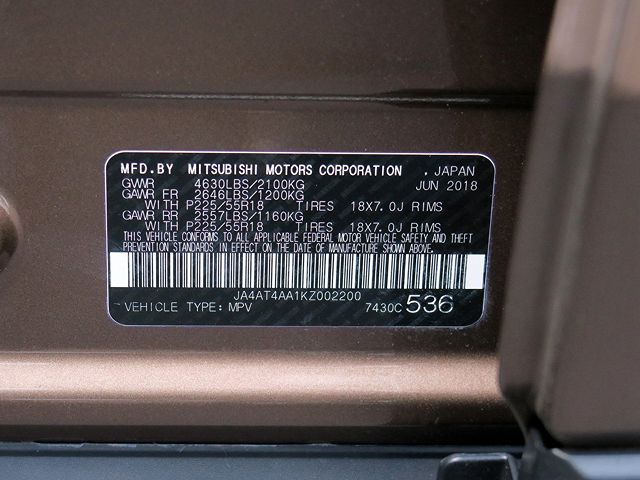 MFD.BY MITSUBISHI MOTORS CORPORATION , JAPAN
GVWR 4630LBS/2100KG JUN 2018
GAWR FR 2646LBS/1200KG
WITH P225/55R18 TIRES 18X7.0J RIMS
GAWR RR 2557LBS/1160KG
WITH P225/55R18 TIRES 18X7.0J RIMS
THIS VEHICLE CONFORMS TO ALL APPLICABLE FEDERAL MOTOR VEHICLE SAFETY AND THEFT
PREVENTION STANDARDS IN EFFECT ON THE DATE OF MANUFACTURE SHOWN ABOVE.
JA4AT4AA1KZ002200
VEHICLE TYPE: MPV 7430C 536